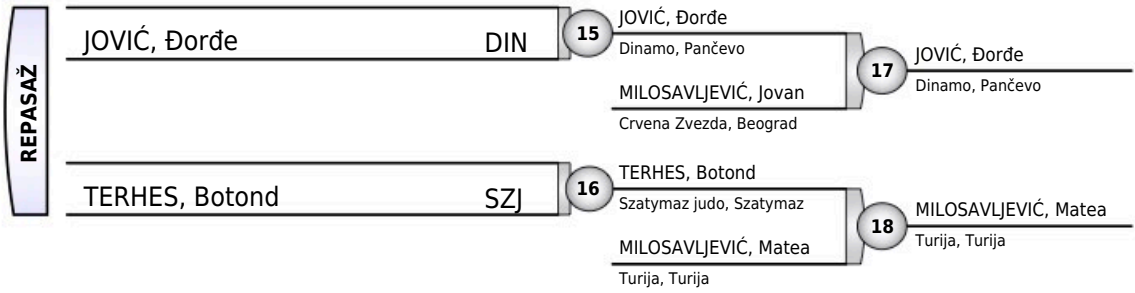 REPASAŽ
JOVIĆ, Đorđe DIN
15
JOVIĆ, Đorđe
Dinamo, Pančevo
MILOSAVLJEVIĆ, Jovan
Crvena Zvezda, Beograd
17
JOVIĆ, Đorđe
Dinamo, Pančevo
TERHES, Botond SZJ
16
TERHES, Botond
Szatymaz judo, Szatymaz
MILOSAVLJEVIĆ, Matea
Turija, Turija
18
MILOSAVLJEVIĆ, Matea
Turija, Turija